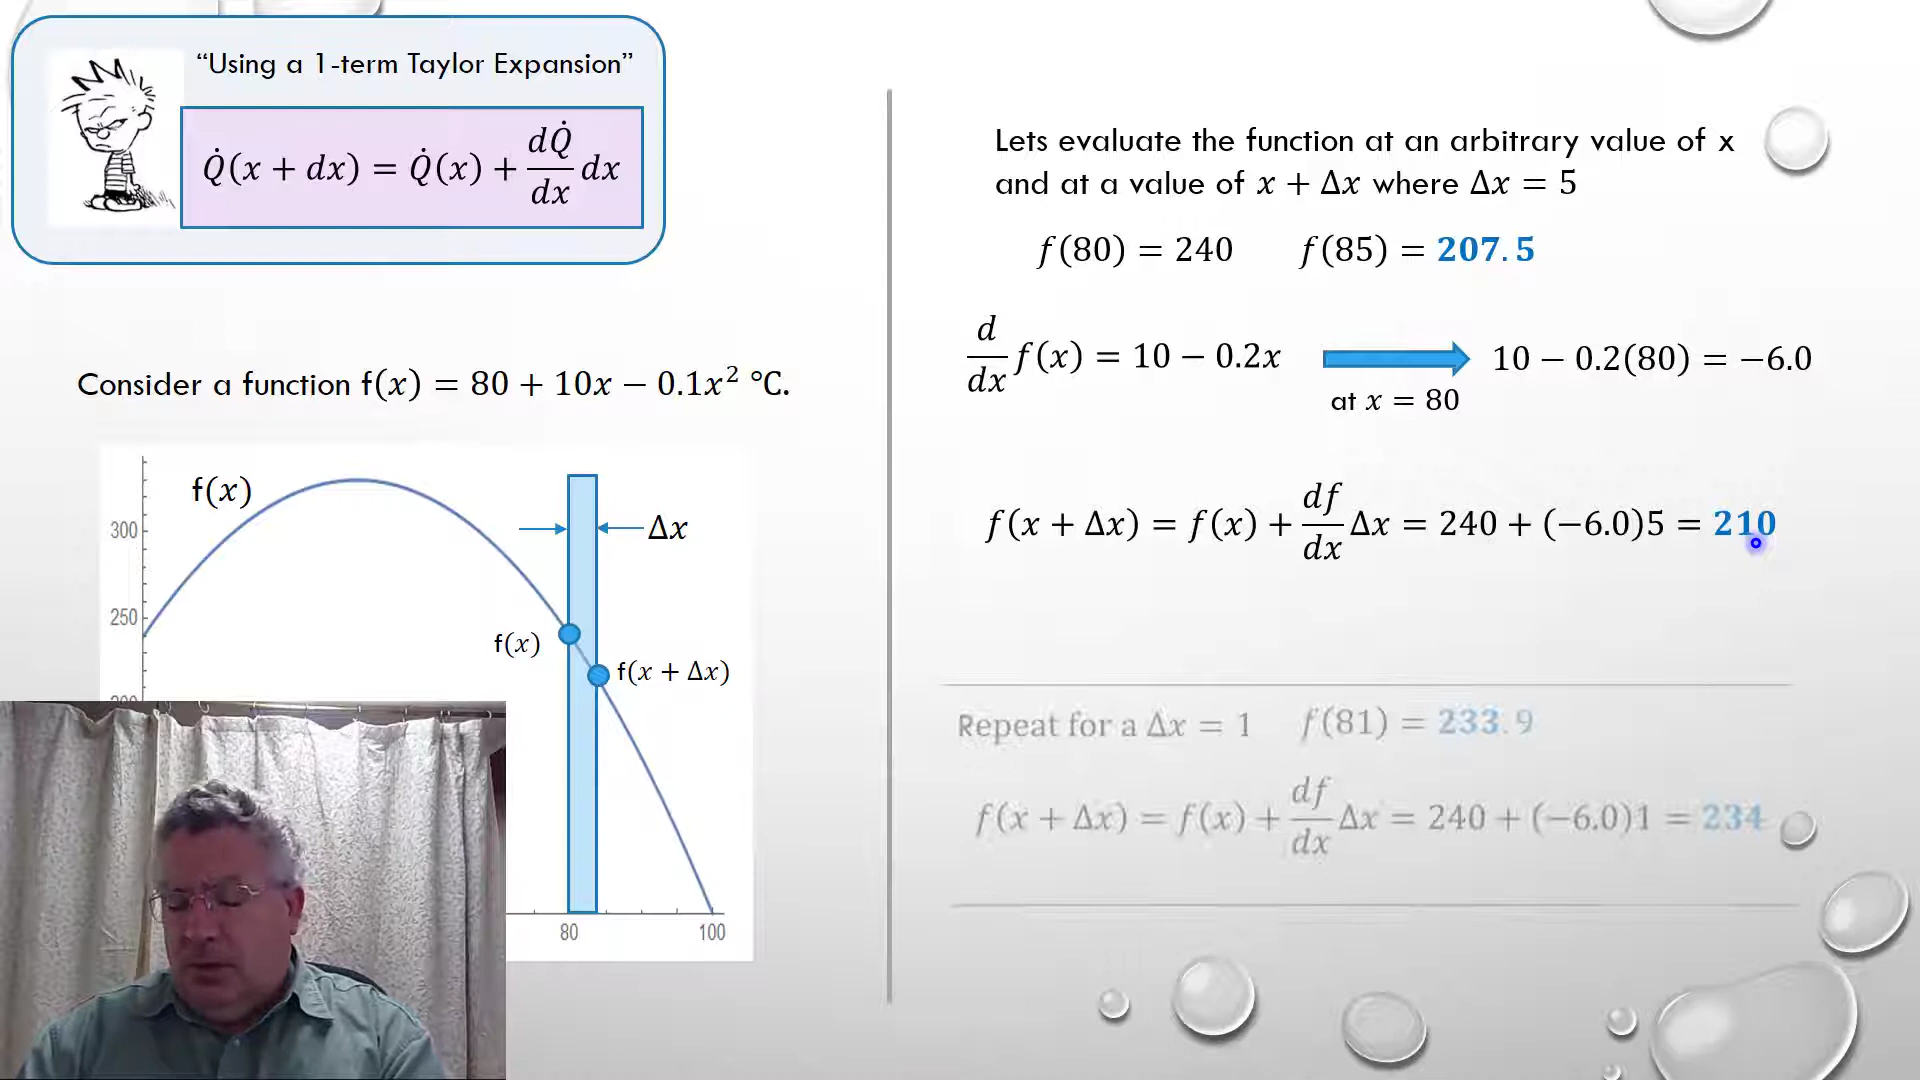 “Using a 1-term Taylor Expansion”
Q̇(x + dx) = Q̇(x) + dQ̇/dx dx
Consider a function f(x) = 80 + 10x − 0.1x² °C.
f(x)
300
Δx
250
f(x)
f(x + Δx)
80
100
Lets evaluate the function at an arbitrary value of x
and at a value of x + Δx where Δx = 5
f(80) = 240 f(85) = 207.5
d/dx f(x) = 10 − 0.2x 10 − 0.2(80) = −6.0
at x = 80
f(x + Δx) = f(x) + df/dx Δx = 240 + (−6.0)5 = 210
Repeat for a Δx = 1 f(81) = 233.9
f(x + Δx) = f(x) + df/dx Δx = 240 + (−6.0)1 = 234